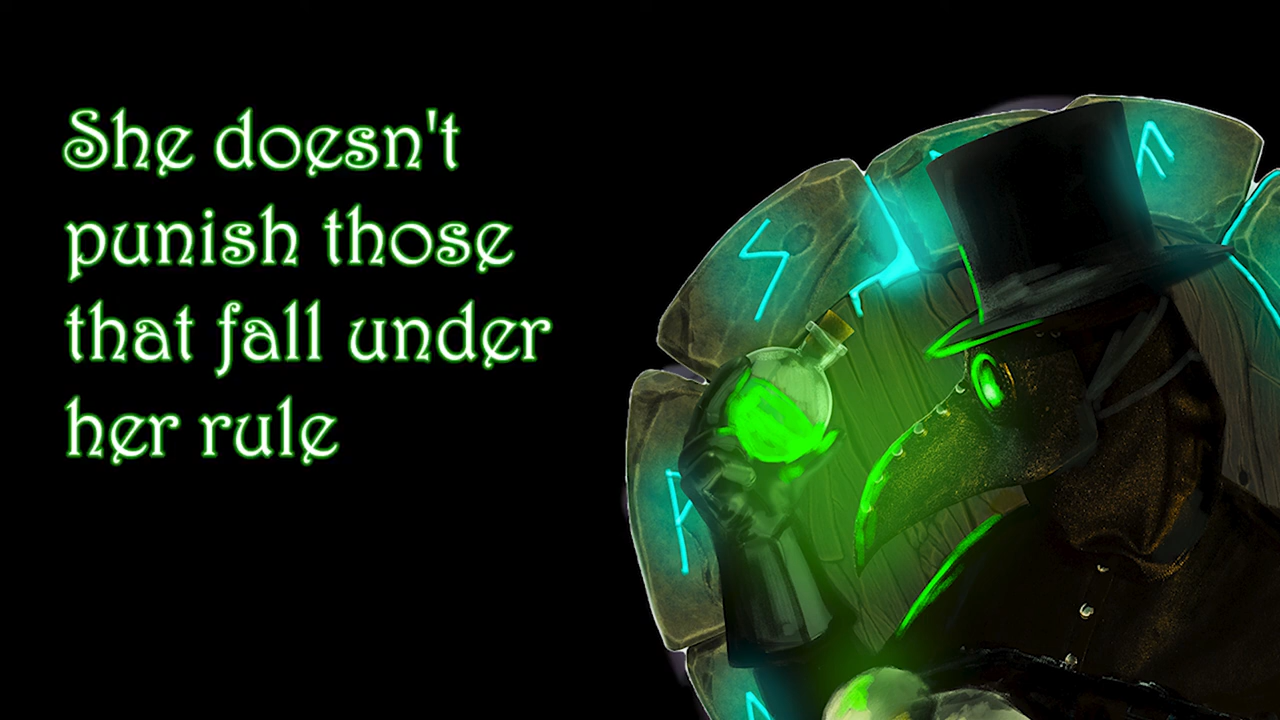 She doesn't
punish those
that fall under
her rule